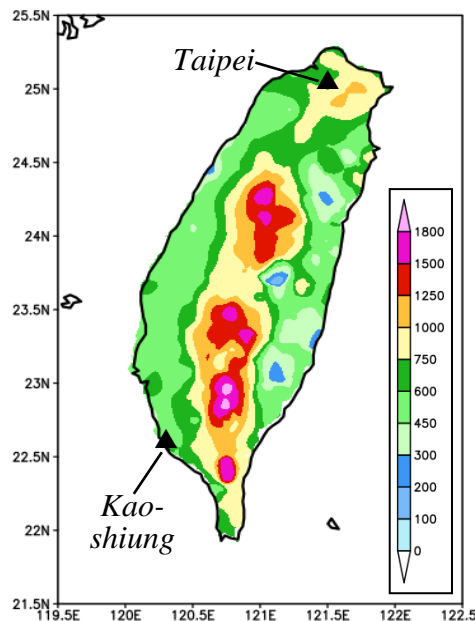 25.5N
Taipei
25N
24.5N
24N
23.5N
23N
22.5N
22N
21.5N
Kao-
shiung
1800
1500
1250
1000
750
600
450
300
200
100
0
119.5E 120E 120.5E 121E 121.5E 122E 122.5E